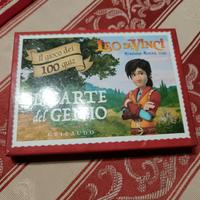 Il gioco dei
100 quiz
LEO DA VINCI
LE CARTE
del GENIO
GRIBAUDO